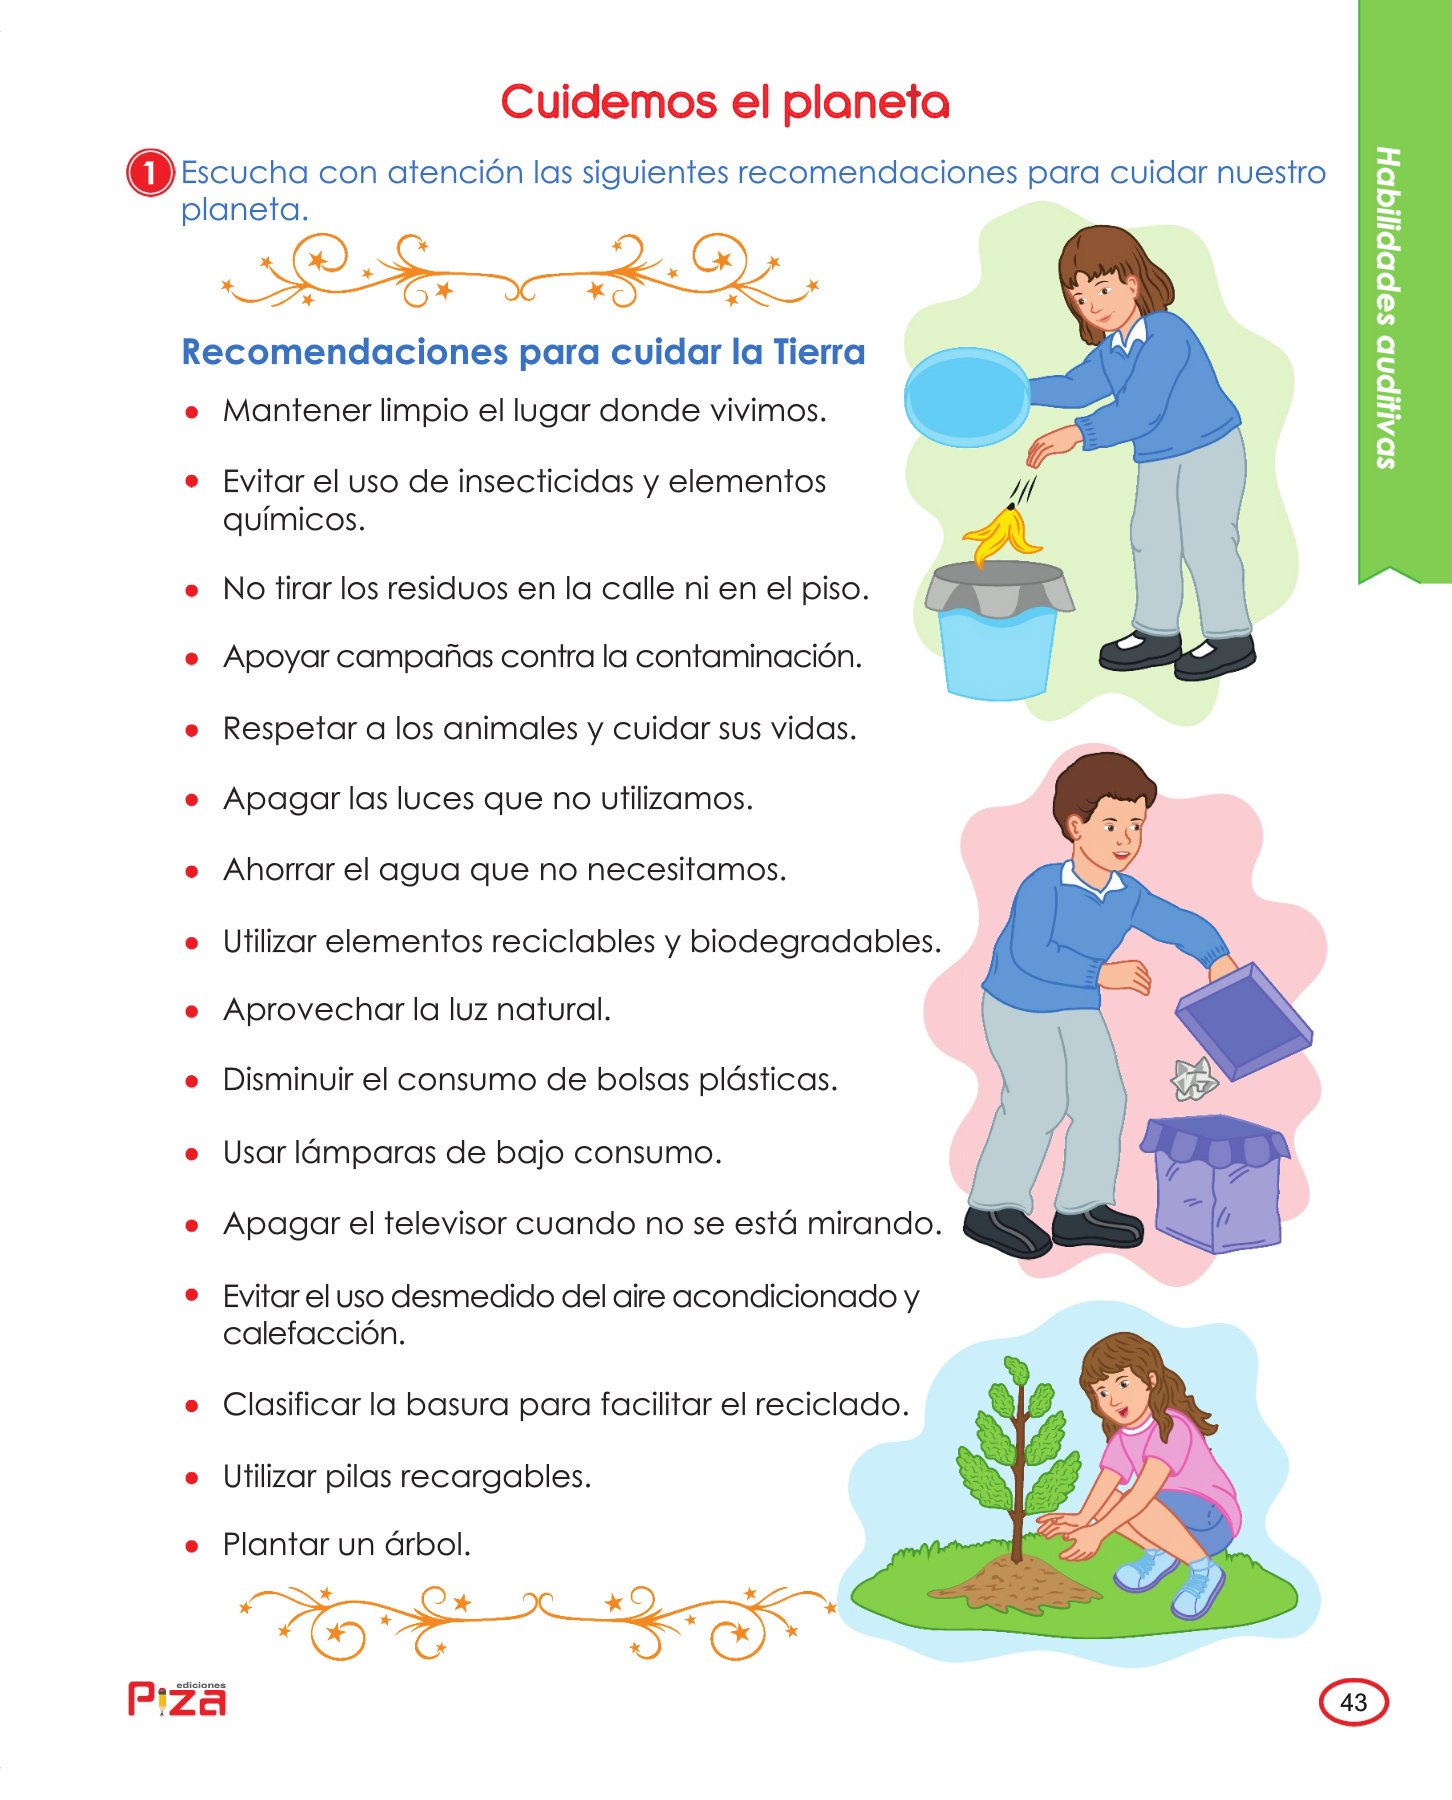 Cuidemos el planeta
1 Escucha con atención las siguientes recomendaciones para cuidar nuestro
planeta.
Recomendaciones para cuidar la Tierra
• Mantener limpio el lugar donde vivimos.
• Evitar el uso de insecticidas y elementos
químicos.
• No tirar los residuos en la calle ni en el piso.
• Apoyar campañas contra la contaminación.
• Respetar a los animales y cuidar sus vidas.
• Apagar las luces que no utilizamos.
• Ahorrar el agua que no necesitamos.
• Utilizar elementos reciclables y biodegradables.
• Aprovechar la luz natural.
• Disminuir el consumo de bolsas plásticas.
• Usar lámparas de bajo consumo.
• Apagar el televisor cuando no se está mirando.
• Evitar el uso desmedido del aire acondicionado y
calefacción.
• Clasificar la basura para facilitar el reciclado.
• Utilizar pilas recargables.
• Plantar un árbol.
Habilidades auditivas
ediciones
Piza
43